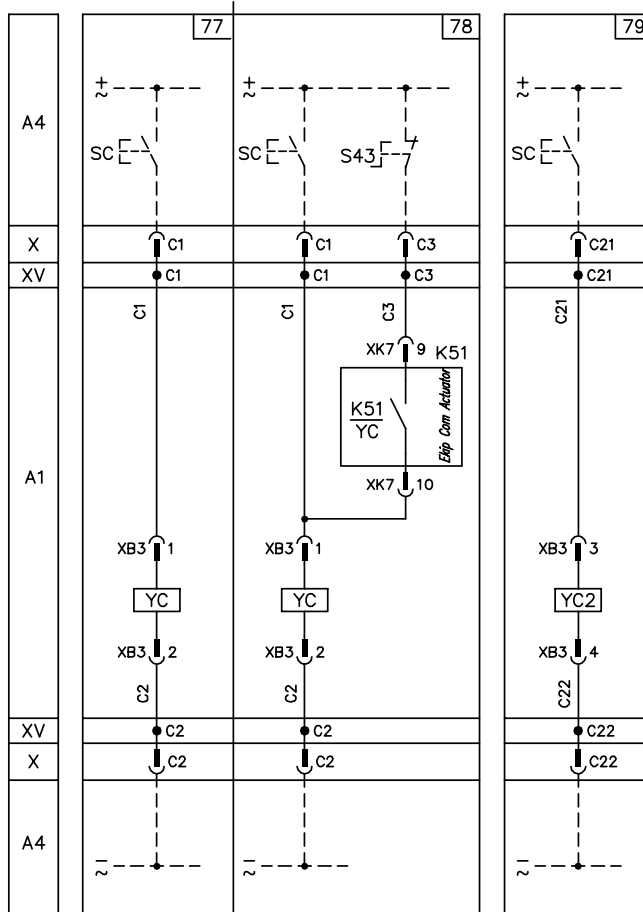 77 78 79
+ + +
~ ~ ~
A4 SC SC S43 SC
X C1 C1 C3 C21
XV C1 C1 C3 C21
C1 C1 C3 C21
XK7 9 K51
K51
YC
Ekip Com Actuator
A1
XK7 10
XB3 1 XB3 1 XB3 3
YC YC YC2
XB3 2 XB3 2 XB3 4
C2 C2 C22
XV C2 C2 C22
X C2 C2 C22
A4
− − −
~ ~ ~